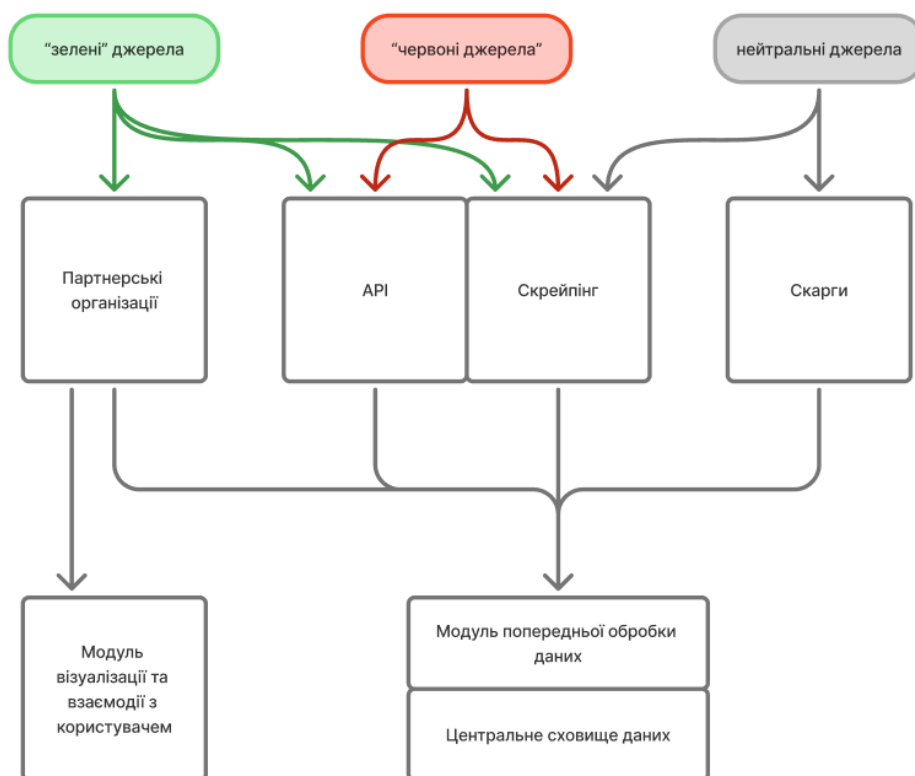 “зелені” джерела
“червоні джерела”
нейтральні джерела
Партнерські
організації
API
Скрейпінг
Скарги
Модуль
візуалізації та
взаємодії з
користувачем
Модуль попередньої обробки
даних
Центральне сховище даних